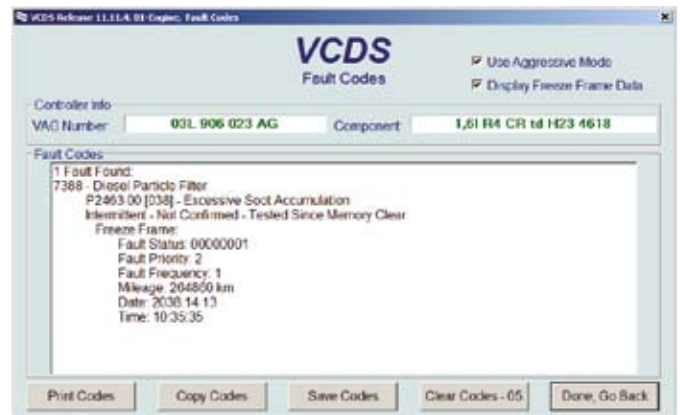 VCDS Release 11.11.4. 01-Engine, Fault Codes
VCDS
Fault Codes
Use Aggressive Mode
Display Freeze Frame Data
Controller Info
VAG Number
03L 906 023 AG
Component
1,6l R4 CR td H23 4618
Fault Codes
1 Fault Found:
7388 - Diesel Particle Filter
P2463 00 [038] - Excessive Soot Accumulation
Intermittent - Not Confirmed - Tested Since Memory Clear
Freeze Frame:
Fault Status: 00000001
Fault Priority: 2
Fault Frequency: 1
Mileage: 264860 km
Date: 2038.14.13
Time: 10:35:35
Print Codes
Copy Codes
Save Codes
Clear Codes - 05
Done, Go Back